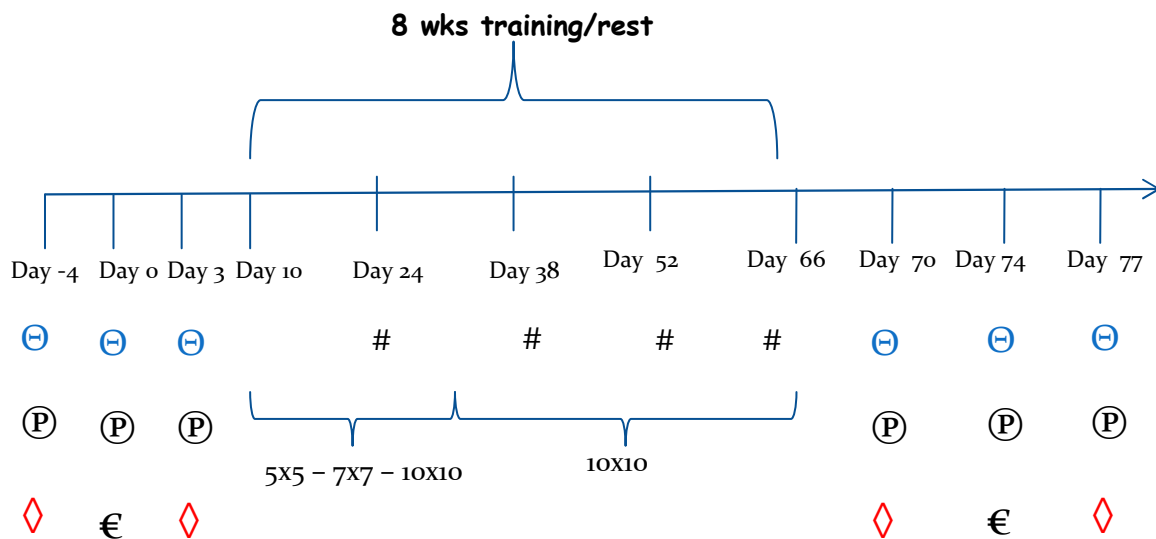 8 wks training/rest
Day -4 Day 0 Day 3 Day 10 Day 24 Day 38 Day 52 Day 66 Day 70 Day 74 Day 77
Θ Θ Θ # # # # Θ Θ Θ
Ⓟ Ⓟ Ⓟ Ⓟ Ⓟ Ⓟ
5x5 – 7x7 – 10x10 10x10
◊ € ◊ ◊ € ◊